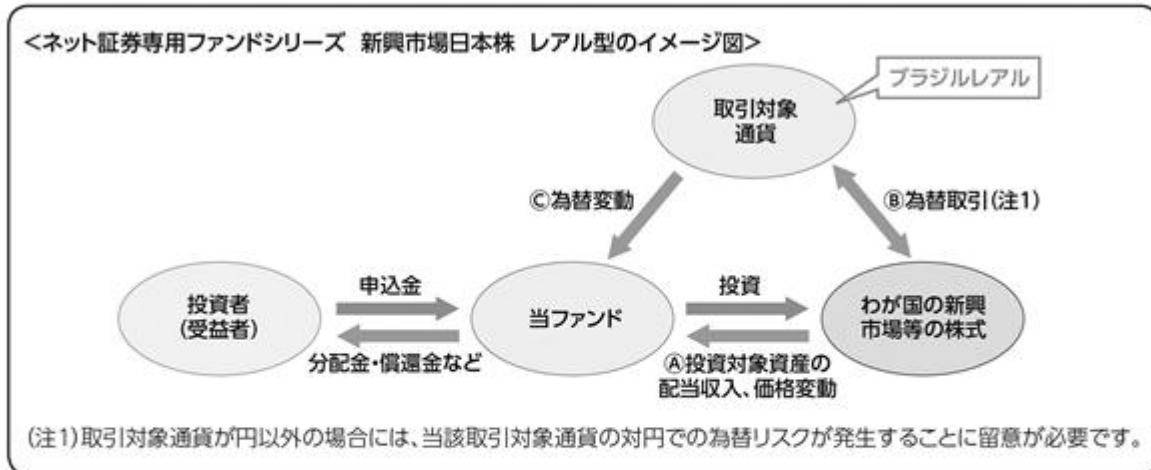 <ネット証券専用ファンドシリーズ 新興市場日本株 レアル型のイメージ図>
ブラジルレアル
取引対象
通貨
Ⓒ為替変動
Ⓑ為替取引(注1)
投資者
(受益者)
申込金
分配金・償還金など
当ファンド
投資
Ⓐ投資対象資産の
配当収入、価格変動
わが国の新興
市場等の株式
(注1)取引対象通貨が円以外の場合には、当該取引対象通貨の対円での為替リスクが発生することに留意が必要です。